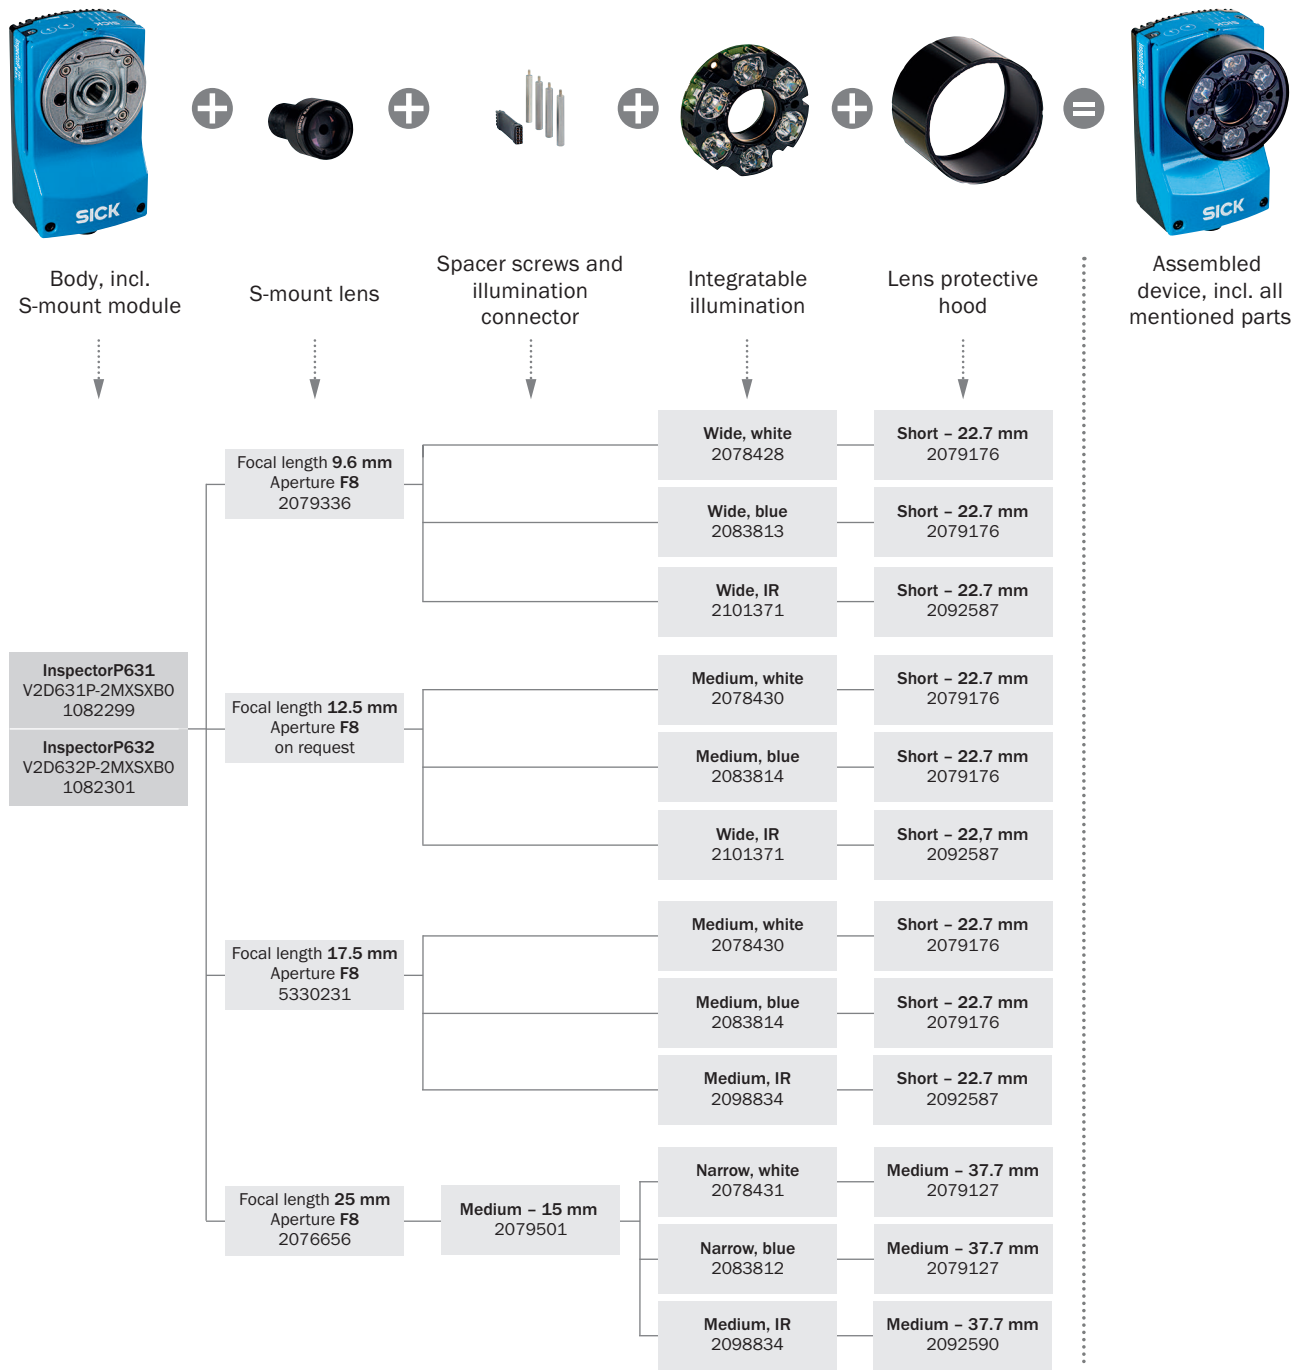 SICK
SICK
SICK
SICK
Body, incl.
S-mount module
S-mount lens
Spacer screws and
illumination
connector
Integratable
illumination
Lens protective
hood
Assembled
device, incl. all
mentioned parts
InspectorP631
V2D631P-2MXSXB0
1082299
InspectorP632
V2D632P-2MXSXB0
1082301
Focal length 9.6 mm
Aperture F8
2079336
Wide, white
2078428
Short – 22.7 mm
2079176
Wide, blue
2083813
Short – 22.7 mm
2079176
Wide, IR
2101371
Short – 22.7 mm
2092587
Focal length 12.5 mm
Aperture F8
on request
Medium, white
2078430
Short – 22.7 mm
2079176
Medium, blue
2083814
Short – 22.7 mm
2079176
Wide, IR
2101371
Short – 22,7 mm
2092587
Focal length 17.5 mm
Aperture F8
5330231
Medium, white
2078430
Short – 22.7 mm
2079176
Medium, blue
2083814
Short – 22.7 mm
2079176
Medium, IR
2098834
Short – 22.7 mm
2092587
Focal length 25 mm
Aperture F8
2076656
Medium – 15 mm
2079501
Narrow, white
2078431
Medium – 37.7 mm
2079127
Narrow, blue
2083812
Medium – 37.7 mm
2079127
Medium, IR
2098834
Medium – 37.7 mm
2092590